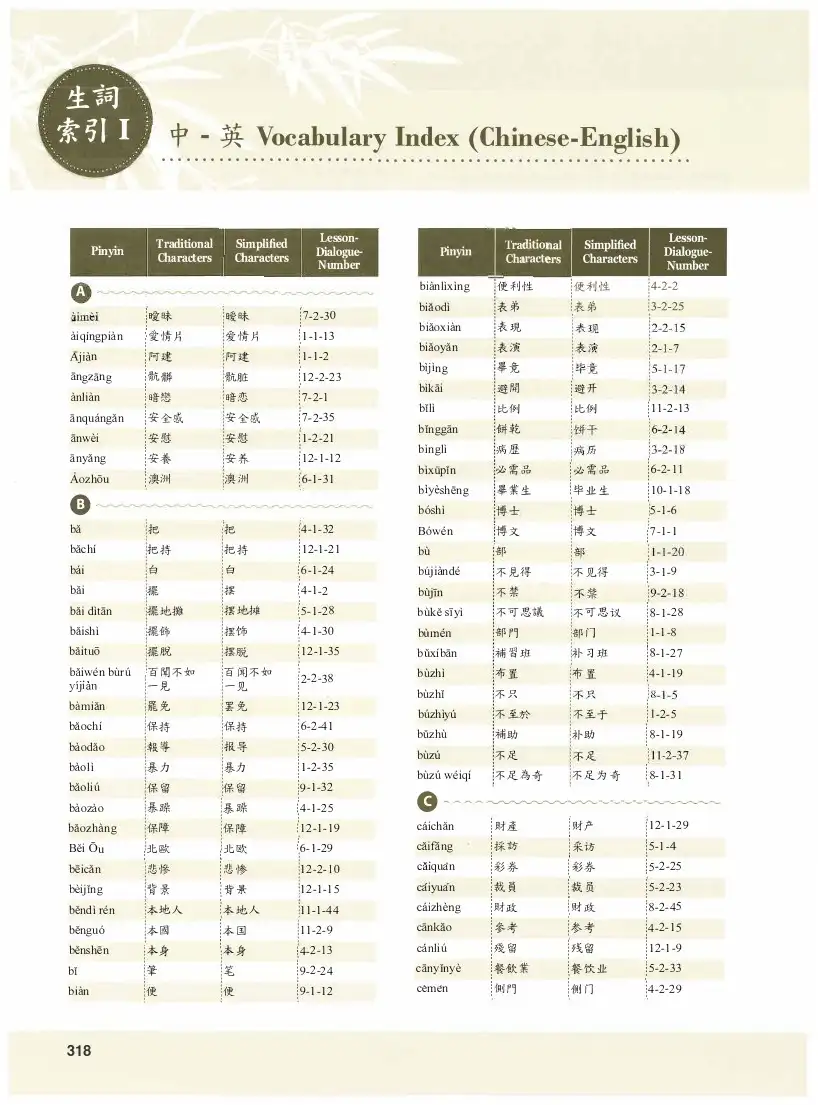 生詞
索引 I
中 - 英 Vocabulary Index (Chinese-English)
Pinyin Traditional Characters Simplified Characters Lesson-Dialogue-Number
A
àimèi 曖昧 暧昧 7-2-30
àiqíngpiàn 愛情片 爱情片 1-1-13
Ājiàn 阿建 阿建 1-1-2
āngzāng 骯髒 肮脏 12-2-23
ànliàn 暗戀 暗恋 7-2-1
ānquángǎn 安全感 安全感 7-2-35
ānwèi 安慰 安慰 1-2-21
ānyǎng 安養 安养 12-1-12
Àozhōu 澳洲 澳洲 6-1-31
B
bǎ 把 把 4-1-32
bǎchí 把持 把持 12-1-21
bái 白 白 6-1-24
bǎi 擺 摆 4-1-2
bǎi dìtān 擺地攤 摆地摊 5-1-28
bǎishì 擺飾 摆饰 4-1-30
bǎituō 擺脫 摆脱 12-1-35
bǎiwén bùrú 百聞不如 百闻不如 2-2-38
yíjiàn 一見 一见
bàmiǎn 罷免 罢免 12-1-23
bǎochí 保持 保持 6-2-41
bàodǎo 報導 报导 5-2-30
bàolì 暴力 暴力 1-2-35
bǎoliú 保留 保留 9-1-32
bàozào 暴躁 暴躁 4-1-25
bǎozhàng 保障 保障 12-1-19
Běi Ōu 北歐 北欧 6-1-29
bēicǎn 悲慘 悲惨 12-2-10
bèijǐng 背景 背景 12-1-15
běndì rén 本地人 本地人 11-1-44
běnguó 本國 本国 11-2-9
běnshēn 本身 本身 4-2-13
bǐ 筆 笔 9-2-24
biàn 便 便 9-1-12
Pinyin Traditional Characters Simplified Characters Lesson-Dialogue-Number
biànlìxìng 便利性 便利性 4-2-2
biǎodì 表弟 表弟 3-2-25
biǎoxiàn 表現 表现 2-2-15
biǎoyǎn 表演 表演 2-1-7
bìjìng 畢竟 毕竟 5-1-17
bìkāi 避開 避开 3-2-14
bǐlì 比例 比例 11-2-13
bǐnggān 餅乾 饼干 6-2-14
bìnglì 病歷 病历 3-2-18
bìxūpǐn 必需品 必需品 6-2-11
bìyèshēng 畢業生 毕业生 10-1-18
bóshì 博士 博士 5-1-6
Bówén 博文 博文 7-1-1
bù 部 部 1-1-20
bújiàndé 不見得 不见得 3-1-9
bùjīn 不禁 不禁 9-2-18
bùkě sīyì 不可思議 不可思议 8-1-28
bùmén 部門 部门 1-1-8
bǔxíbān 補習班 补习班 8-1-27
bùzhì 布置 布置 4-1-19
bùzhǐ 不只 不只 8-1-5
búzhìyú 不至於 不至于 1-2-5
bǔzhù 補助 补助 8-1-19
bùzú 不足 不足 11-2-37
bùzú wéiqí 不足為奇 不足为奇 8-1-31
C
cáichǎn 財產 财产 12-1-29
cǎifǎng 採訪 采访 5-1-4
cǎiquàn 彩券 彩券 5-2-25
cáiyuán 裁員 裁员 5-2-23
cáizhèng 財政 财政 8-2-45
cānkǎo 參考 参考 4-2-15
cánliú 殘留 残留 12-1-9
cānyǐnyè 餐飲業 餐饮业 5-2-33
cèmén 側門 侧门 4-2-29
318